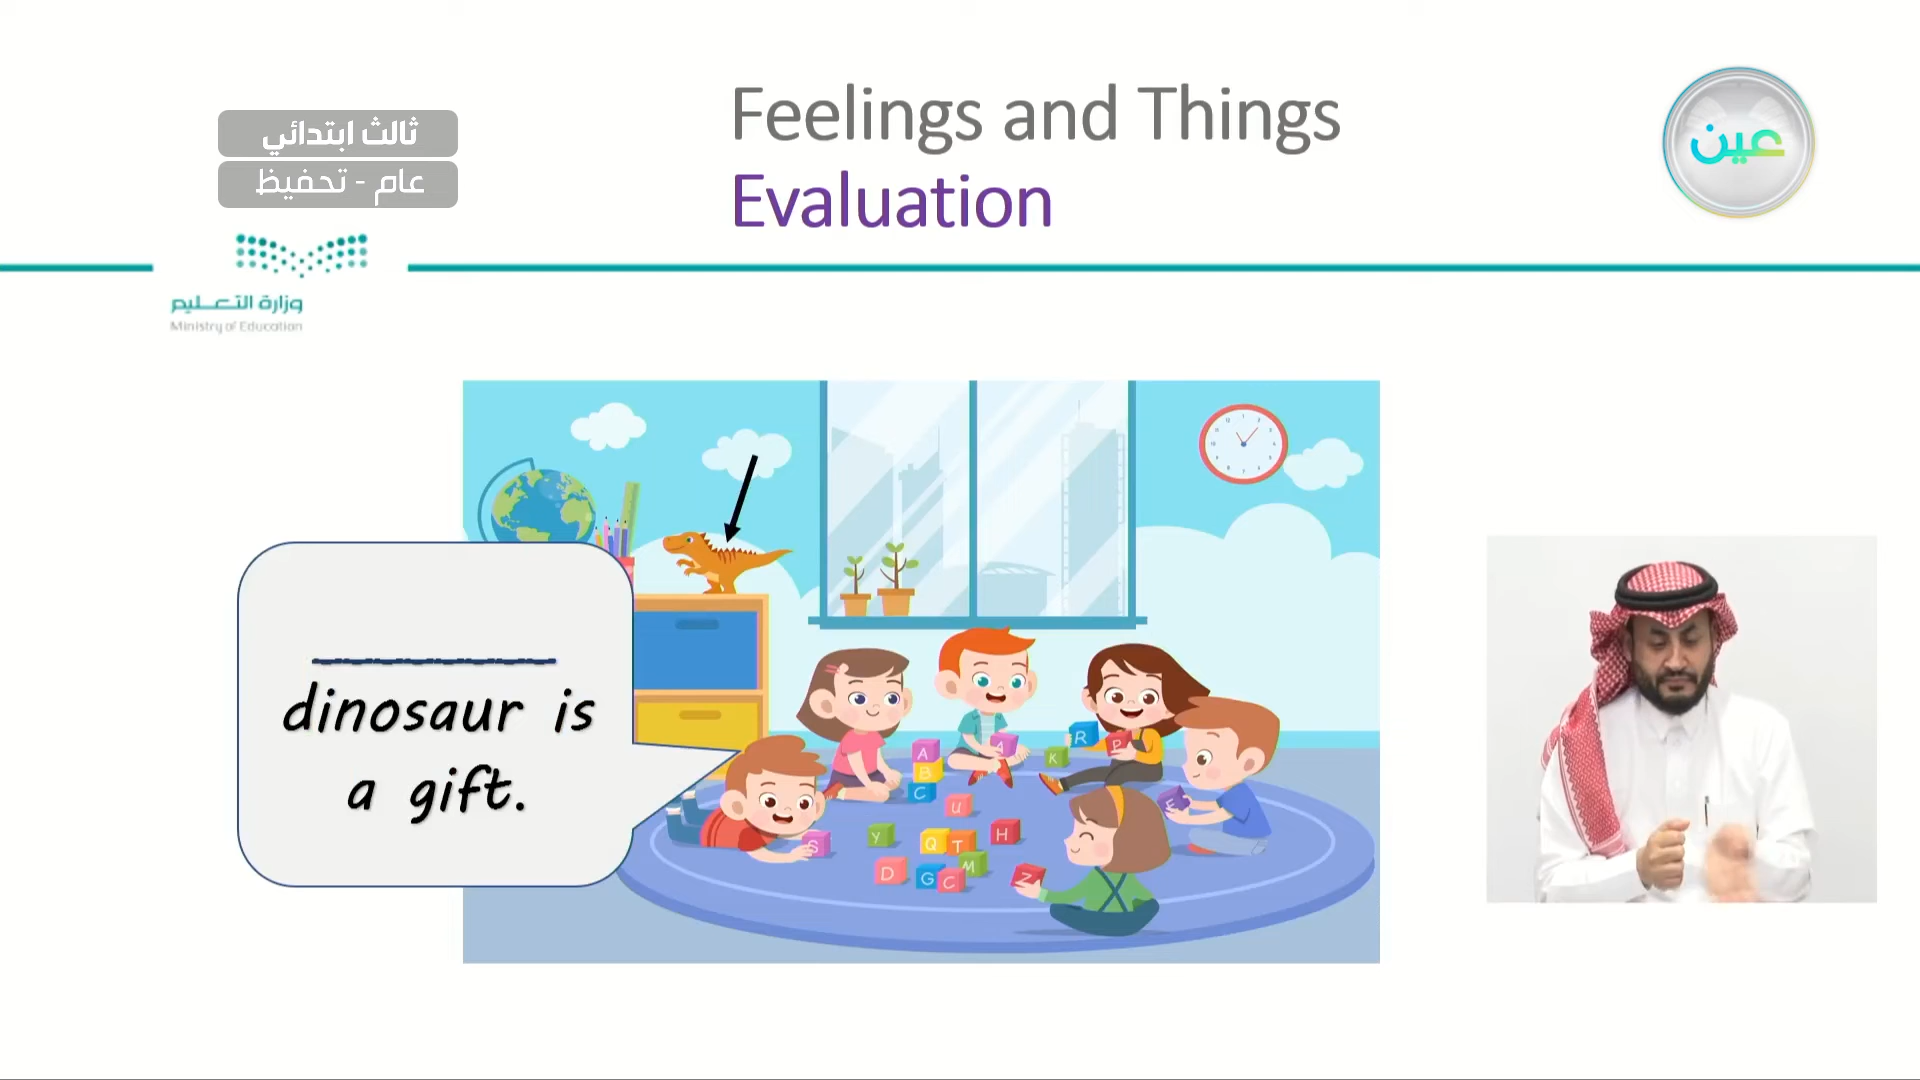 Feelings and Things
Evaluation
ثالث ابتدائي
عام - تحفيظ
عين
وزارة التعليم
Ministry of Education
dinosaur is
a gift.
A
B
C
A
R
P
K
E
U
Y
Q
T
H
S
D
G
C
M
Z